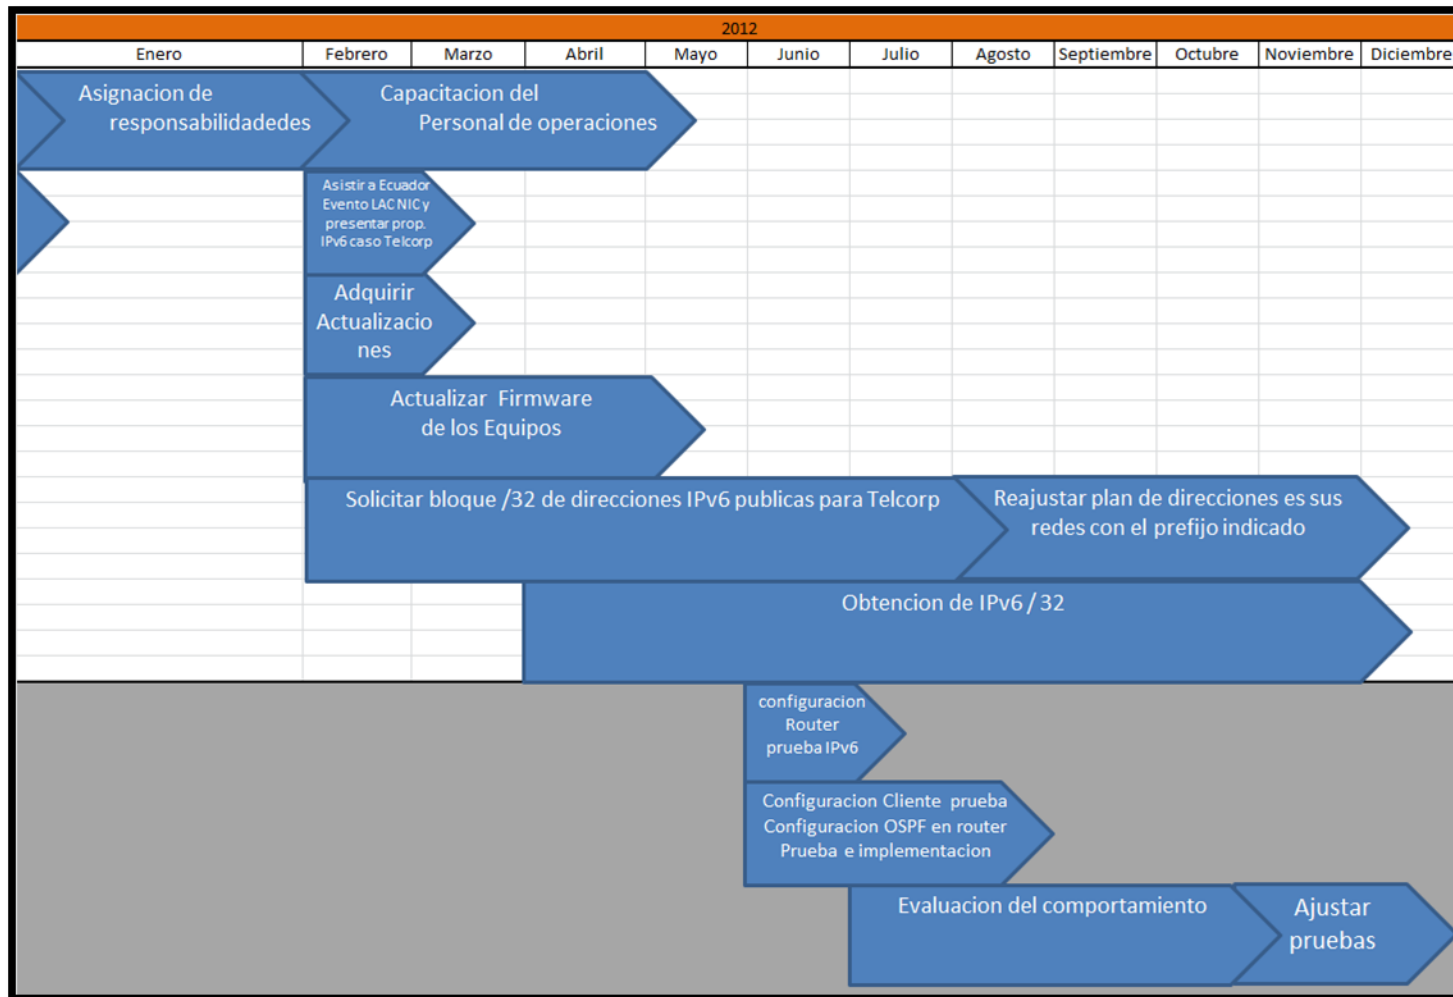 2012
Enero Febrero Marzo Abril Mayo Junio Julio Agosto Septiembre Octubre Noviembre Diciembre
Asignacion de
responsabilidadedes
Capacitacion del
Personal de operaciones
Asistir a Ecuador
Evento LACNIC y
presentar prop.
IPv6 caso Telcorp
Adquirir
Actualizacio
nes
Actualizar Firmware
de los Equipos
Solicitar bloque /32 de direcciones IPv6 publicas para Telcorp
Reajustar plan de direcciones es sus
redes con el prefijo indicado
Obtencion de IPv6 / 32
configuracion
Router
prueba IPv6
Configuracion Cliente prueba
Configuracion OSPF en router
Prueba e implementacion
Evaluacion del comportamiento
Ajustar
pruebas